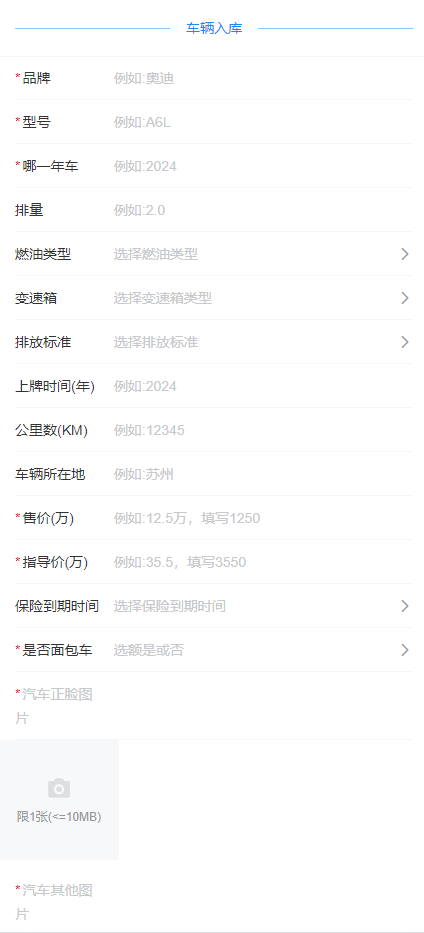 车辆入库
*品牌 例如:奥迪
*型号 例如:A6L
*哪一年车 例如:2024
排量 例如:2.0
燃油类型 选择燃油类型
变速箱 选择变速箱类型
排放标准 选择排放标准
上牌时间(年) 例如:2024
公里数(KM) 例如:12345
车辆所在地 例如:苏州
*售价(万) 例如:12.5万，填写1250
*指导价(万) 例如:35.5，填写3550
保险到期时间 选择保险到期时间
*是否面包车 选额是或否
*汽车正脸图
片
限1张(<=10MB)
*汽车其他图
片